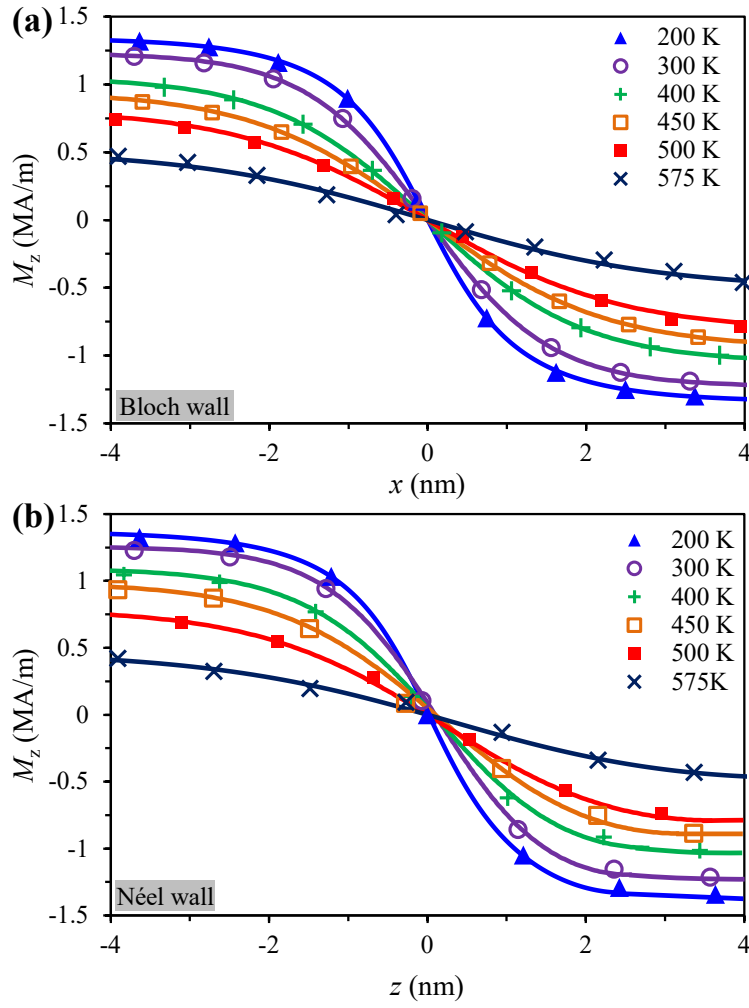 (a)
1.5
1
0.5
0
-0.5
-1
-1.5
M_z (MA/m)
200 K
300 K
400 K
450 K
500 K
575 K
Bloch wall
-4
-2
0
2
4
x (nm)
(b)
1.5
1
0.5
0
-0.5
-1
-1.5
M_z (MA/m)
200 K
300 K
400 K
450 K
500 K
575K
Néel wall
-4
-2
0
2
4
z (nm)